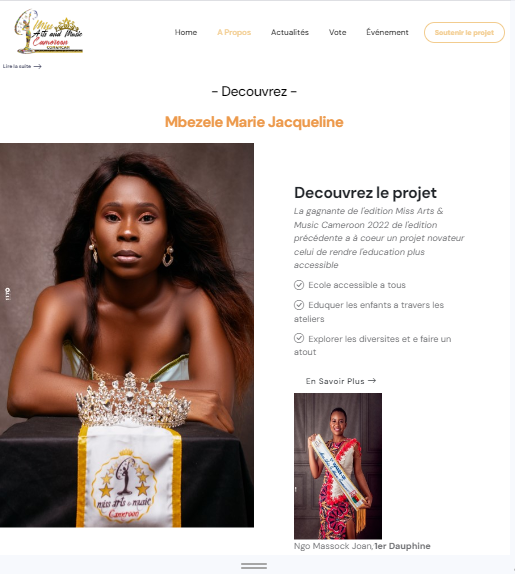 Miss
Arts and Music
Cameroon
Home
A Propos
Actualités
Vote
Événement
Soutenir le projet
Lire la suite
- Decouvrez -
Mbezele Marie Jacqueline
Decouvrez le projet
La gagnante de l'edition Miss Arts &
Music Cameroon 2022 de l'edition
précédente a à coeur un projet novateur
celui de rendre l'education plus
accessible
Ecole accessible a tous
Eduquer les enfants a travers les
ateliers
Explorer les diversites et e faire un
atout
En Savoir Plus
miss arts & music
Cameroon
Ngo Massock Joan, 1er Dauphine